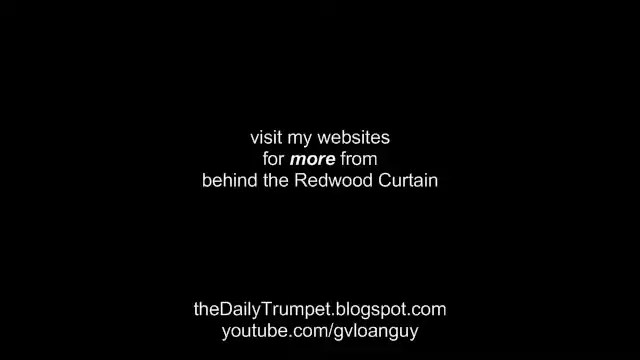 visit my websites
for more from
behind the Redwood Curtain
theDailyTrumpet.blogspot.com
youtube.com/gvloanguy